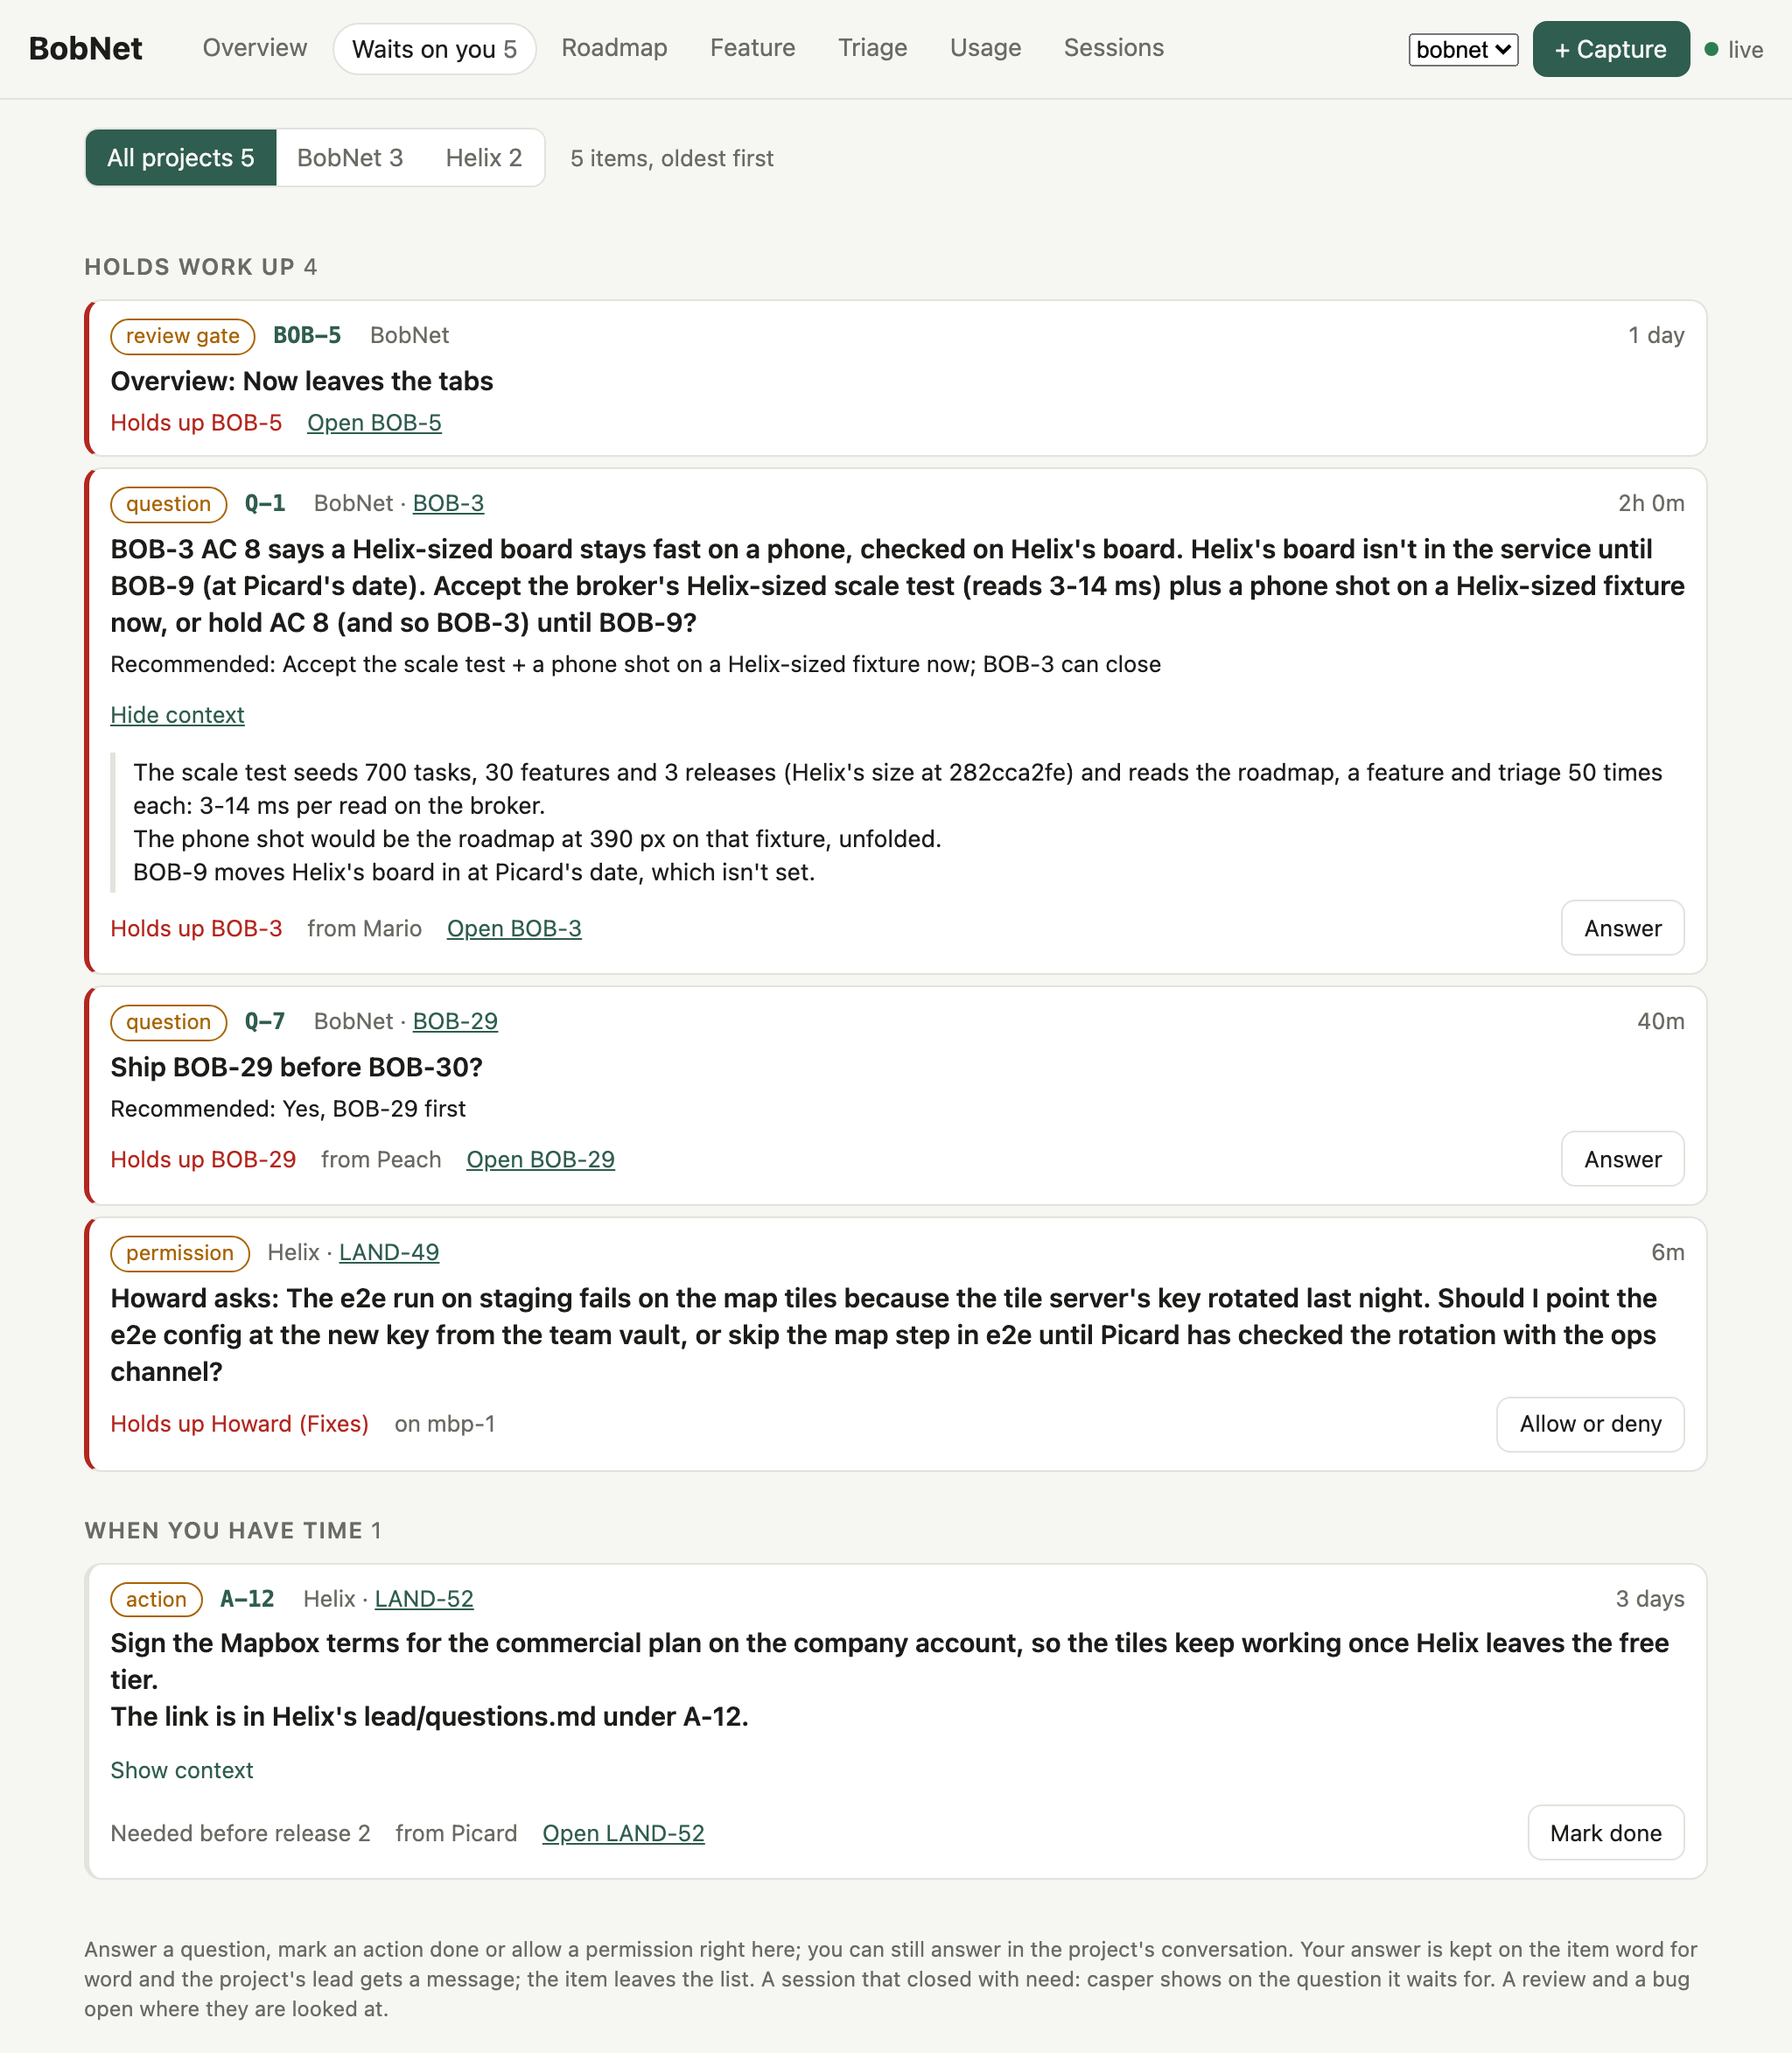 BobNet
Overview
Waits on you 5
Roadmap
Feature
Triage
Usage
Sessions
bobnet
+ Capture
live
All projects 5
BobNet 3
Helix 2
5 items, oldest first
HOLDS WORK UP 4
review gate BOB-5 BobNet 1 day
Overview: Now leaves the tabs
Holds up BOB-5 Open BOB-5
question Q-1 BobNet · BOB-3 2h 0m
BOB-3 AC 8 says a Helix-sized board stays fast on a phone, checked on Helix's board. Helix's board isn't in the service until
BOB-9 (at Picard's date). Accept the broker's Helix-sized scale test (reads 3-14 ms) plus a phone shot on a Helix-sized fixture
now, or hold AC 8 (and so BOB-3) until BOB-9?
Recommended: Accept the scale test + a phone shot on a Helix-sized fixture now; BOB-3 can close
Hide context
The scale test seeds 700 tasks, 30 features and 3 releases (Helix's size at 282cca2fe) and reads the roadmap, a feature and triage 50 times
each: 3-14 ms per read on the broker.
The phone shot would be the roadmap at 390 px on that fixture, unfolded.
BOB-9 moves Helix's board in at Picard's date, which isn't set.
Holds up BOB-3 from Mario Open BOB-3 Answer
question Q-7 BobNet · BOB-29 40m
Ship BOB-29 before BOB-30?
Recommended: Yes, BOB-29 first
Holds up BOB-29 from Peach Open BOB-29 Answer
permission Helix · LAND-49 6m
Howard asks: The e2e run on staging fails on the map tiles because the tile server's key rotated last night. Should I point the
e2e config at the new key from the team vault, or skip the map step in e2e until Picard has checked the rotation with the ops
channel?
Holds up Howard (Fixes) on mbp-1 Allow or deny
WHEN YOU HAVE TIME 1
action A-12 Helix · LAND-52 3 days
Sign the Mapbox terms for the commercial plan on the company account, so the tiles keep working once Helix leaves the free
tier.
The link is in Helix's lead/questions.md under A-12.
Show context
Needed before release 2 from Picard Open LAND-52 Mark done
Answer a question, mark an action done or allow a permission right here; you can still answer in the project's conversation. Your answer is kept on the item word for
word and the project's lead gets a message; the item leaves the list. A session that closed with need: casper shows on the question it waits for. A review and a bug
open where they are looked at.